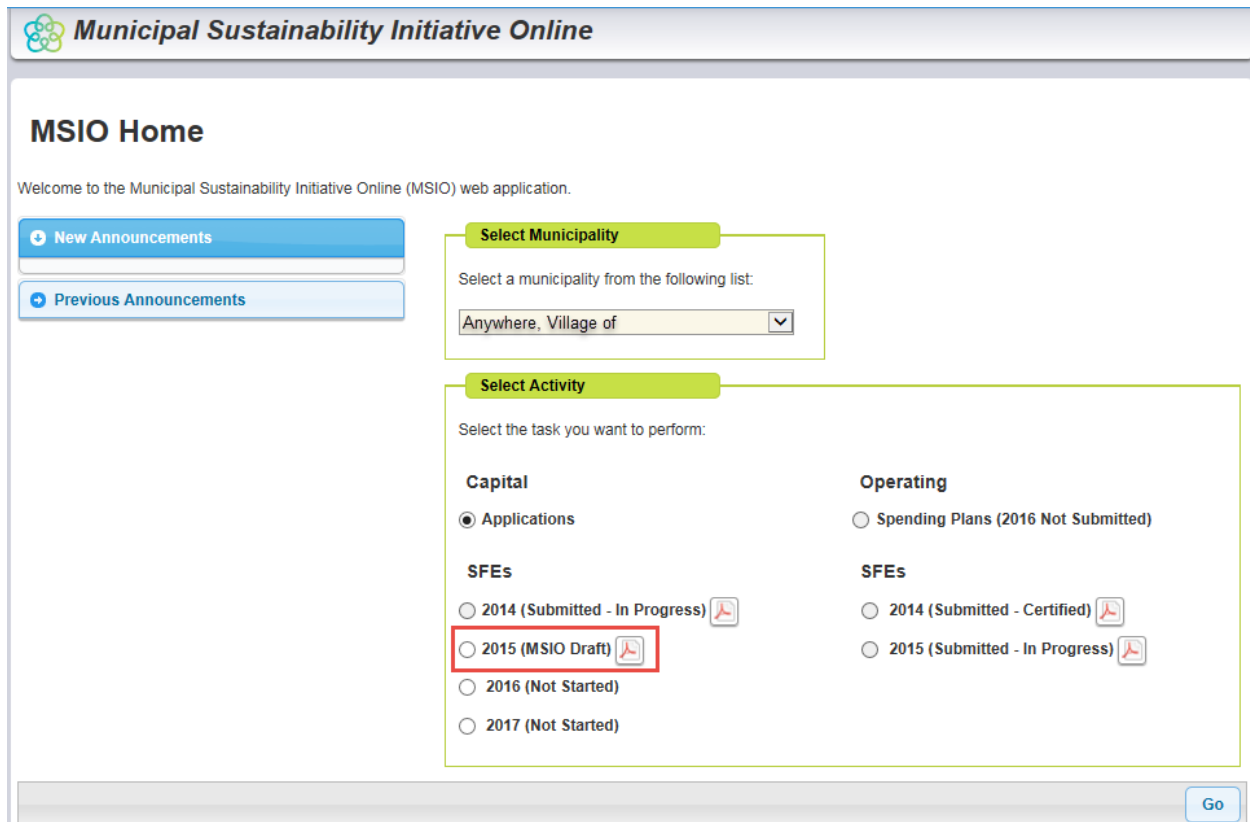 Municipal Sustainability Initiative Online
MSIO Home
Welcome to the Municipal Sustainability Initiative Online (MSIO) web application.
New Announcements
Previous Announcements
Select Municipality
Select a municipality from the following list:
Anywhere, Village of
Select Activity
Select the task you want to perform:
Capital
Applications
SFEs
2014 (Submitted - In Progress)
2015 (MSIO Draft)
2016 (Not Started)
2017 (Not Started)
Operating
Spending Plans (2016 Not Submitted)
SFEs
2014 (Submitted - Certified)
2015 (Submitted - In Progress)
Go